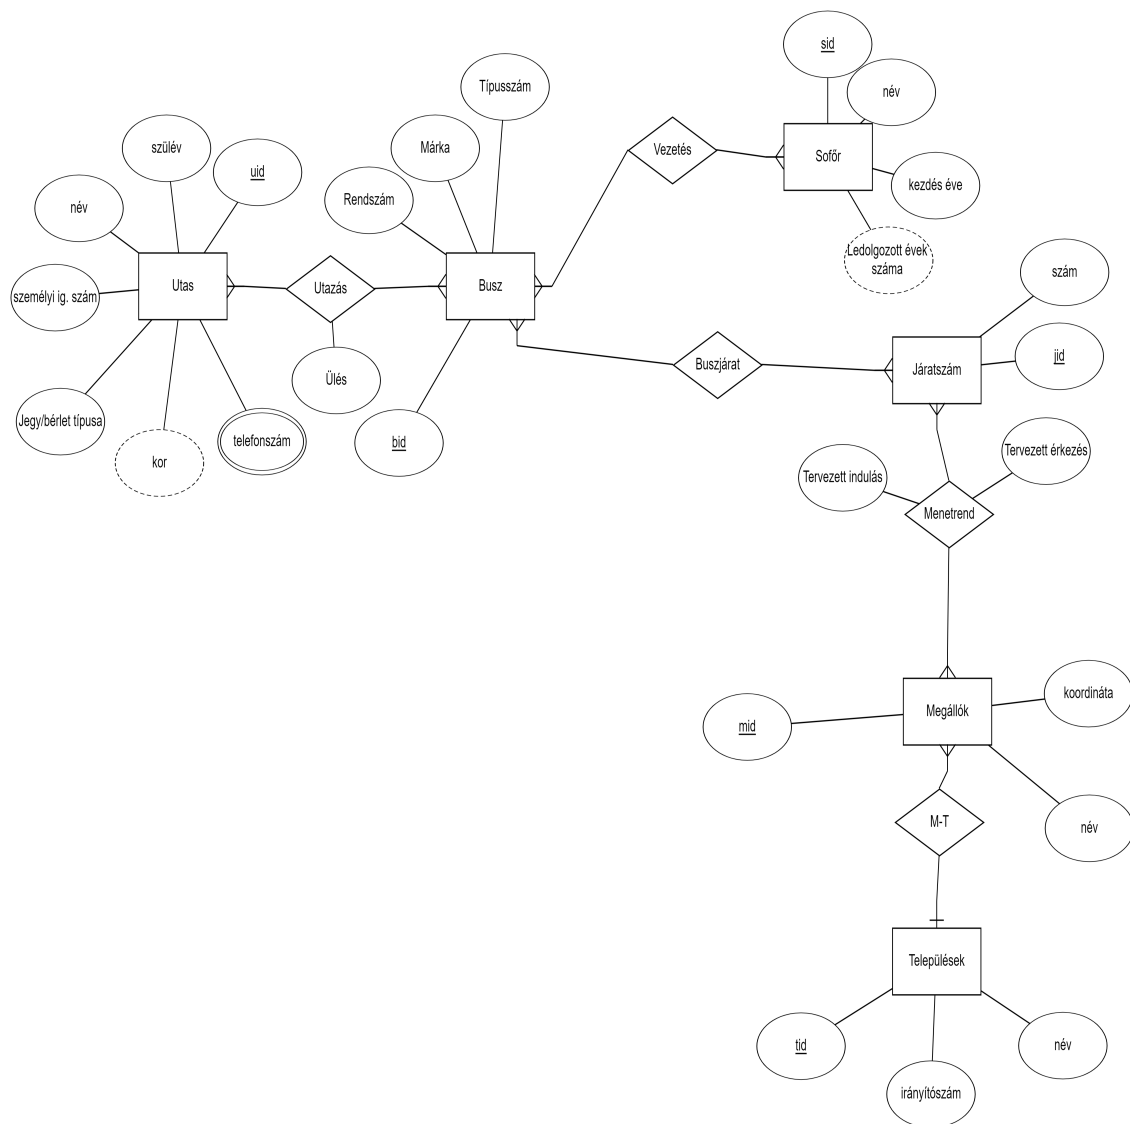 sid
Típusszám
név
szülév
Márka
Vezetés
Sofőr
uid
kezdés éve
név
Rendszám
Ledolgozott évek
száma
Utas
Utazás
Busz
szám
személyi ig. szám
Ülés
Buszjárat
Járatszám
jid
Jegy/bérlet típusa
kor
telefonszám
bid
Tervezett érkezés
Tervezett indulás
Menetrend
koordináta
Megállók
mid
M-T
név
Települések
tid
név
irányítószám